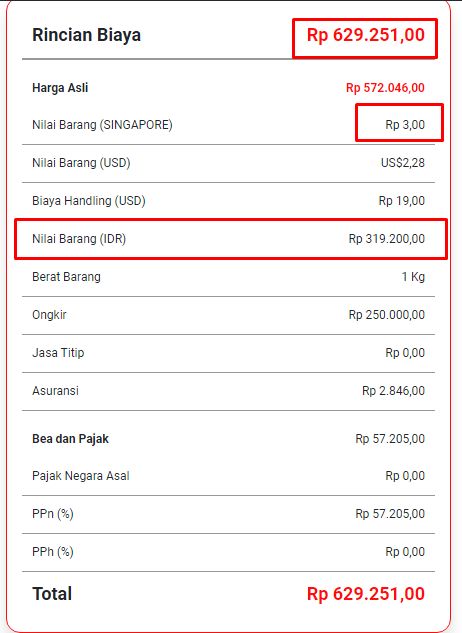 Rincian Biaya Rp 629.251,00
Harga Asli Rp 572.046,00
Nilai Barang (SINGAPORE) Rp 3,00
Nilai Barang (USD) US$2,28
Biaya Handling (USD) Rp 19,00
Nilai Barang (IDR) Rp 319.200,00
Berat Barang 1 Kg
Ongkir Rp 250.000,00
Jasa Titip Rp 0,00
Asuransi Rp 2.846,00
Bea dan Pajak Rp 57.205,00
Pajak Negara Asal Rp 0,00
PPn (%) Rp 57.205,00
PPh (%) Rp 0,00
Total Rp 629.251,00